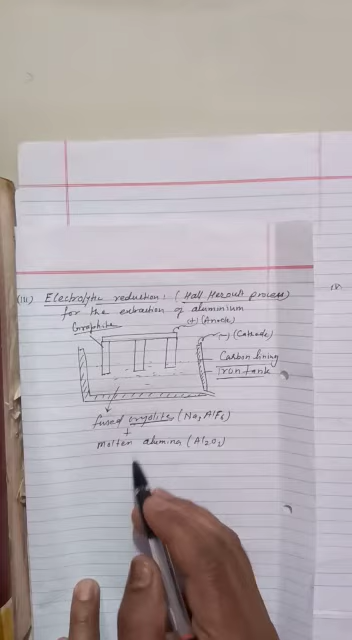 (III) Electrolytic reduction: (Hall Heroult process)
for the extraction of aluminium
Graphite (+) (Anode)
(-) (Cathode)
Carbon lining
Iron tank
fused cryolite (Na3AlF6)
+
Molten alumina (Al2O3)